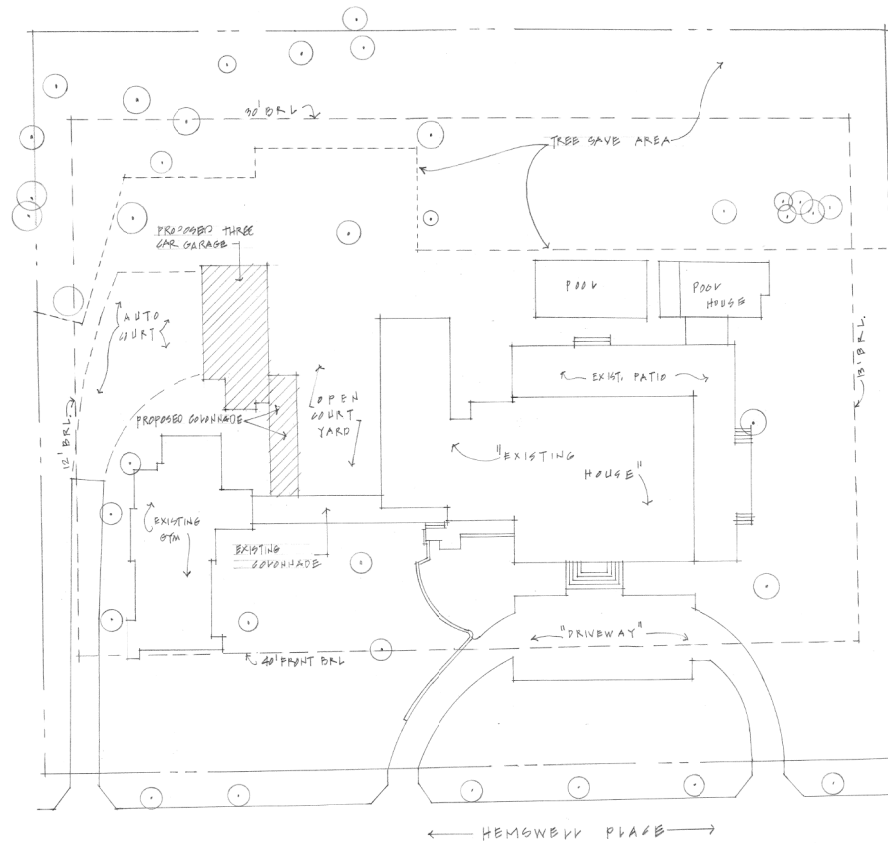 30' BRL
TREE SAVE AREA
PROPOSED THREE
CAR GARAGE
POOL
POOL
HOUSE
AUTO
COURT
13' BRL.
EXIST. PATIO
OPEN
COURT
YARD
PROPOSED COLONNADE
12' BRL
"EXISTING
HOUSE"
EXISTING
GYM
EXISTING
COLONNADE
"DRIVEWAY"
40' FRONT BRL
HEMSWELL PLACE